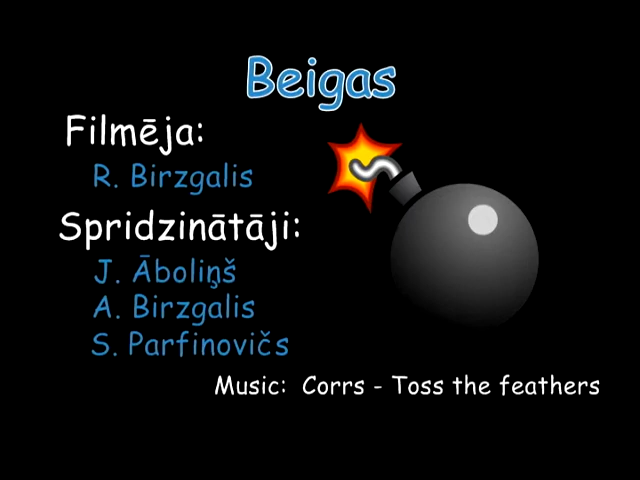 Beigas
Filmēja:
R. Birzgalis
Spridzinātāji:
J. Āboliņš
A. Birzgalis
S. Parfinovičs
Music: Corrs - Toss the feathers